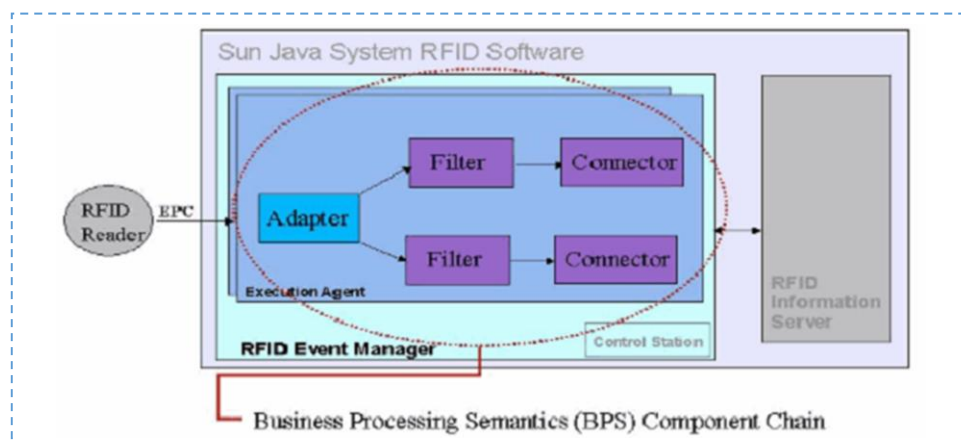 Sun Java System RFID Software
Filter
Connector
RFID
Reader
EPC
Adapter
Filter
Connector
Execution Agent
RFID
Information
Server
RFID Event Manager
Control Station
Business Processing Semantics (BPS) Component Chain